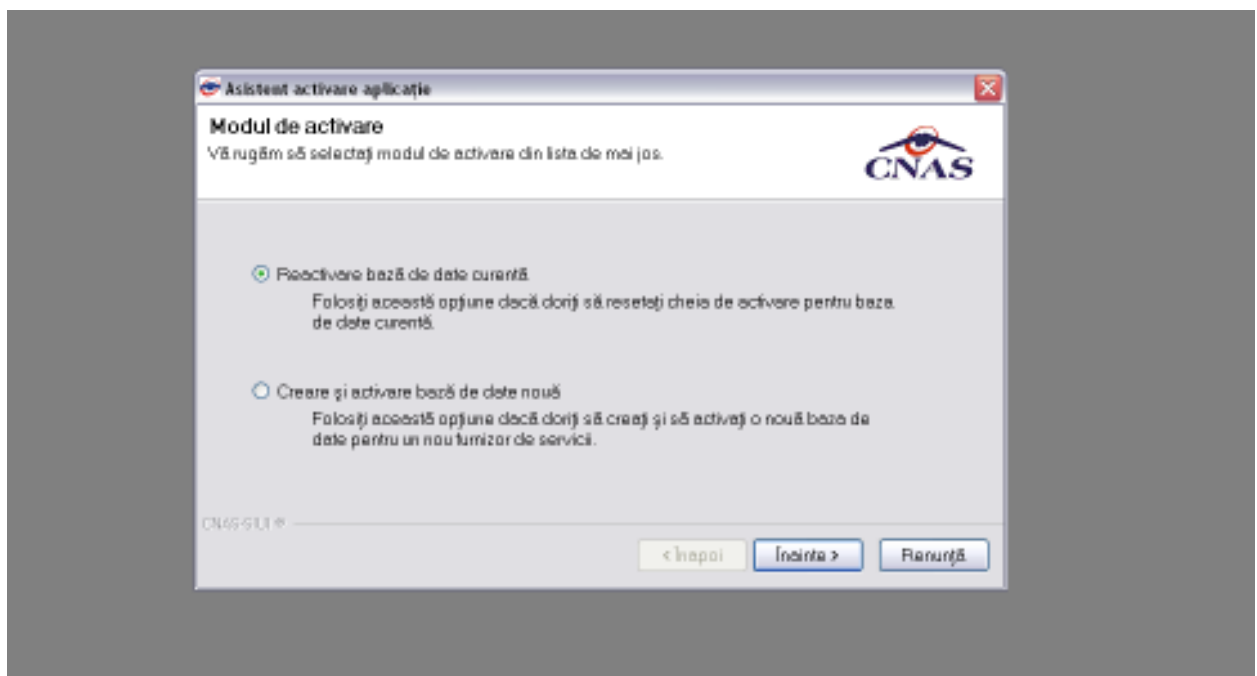 Asistent activare aplicație
Modul de activare
Vă rugăm să selectați modul de activare din lista de mai jos.
CNAS
Reactivare bază de date curentă
Folosiți această opțiune dacă doriți să resetați cheia de activare pentru baza
de date curentă.
Creare și activare bază de date nouă
Folosiți această opțiune dacă doriți să creați și să activați o nouă baza de
date pentru un nou furnizor de servicii.
CNAS-SIUI ®
< Înapoi
Înainte >
Renunță